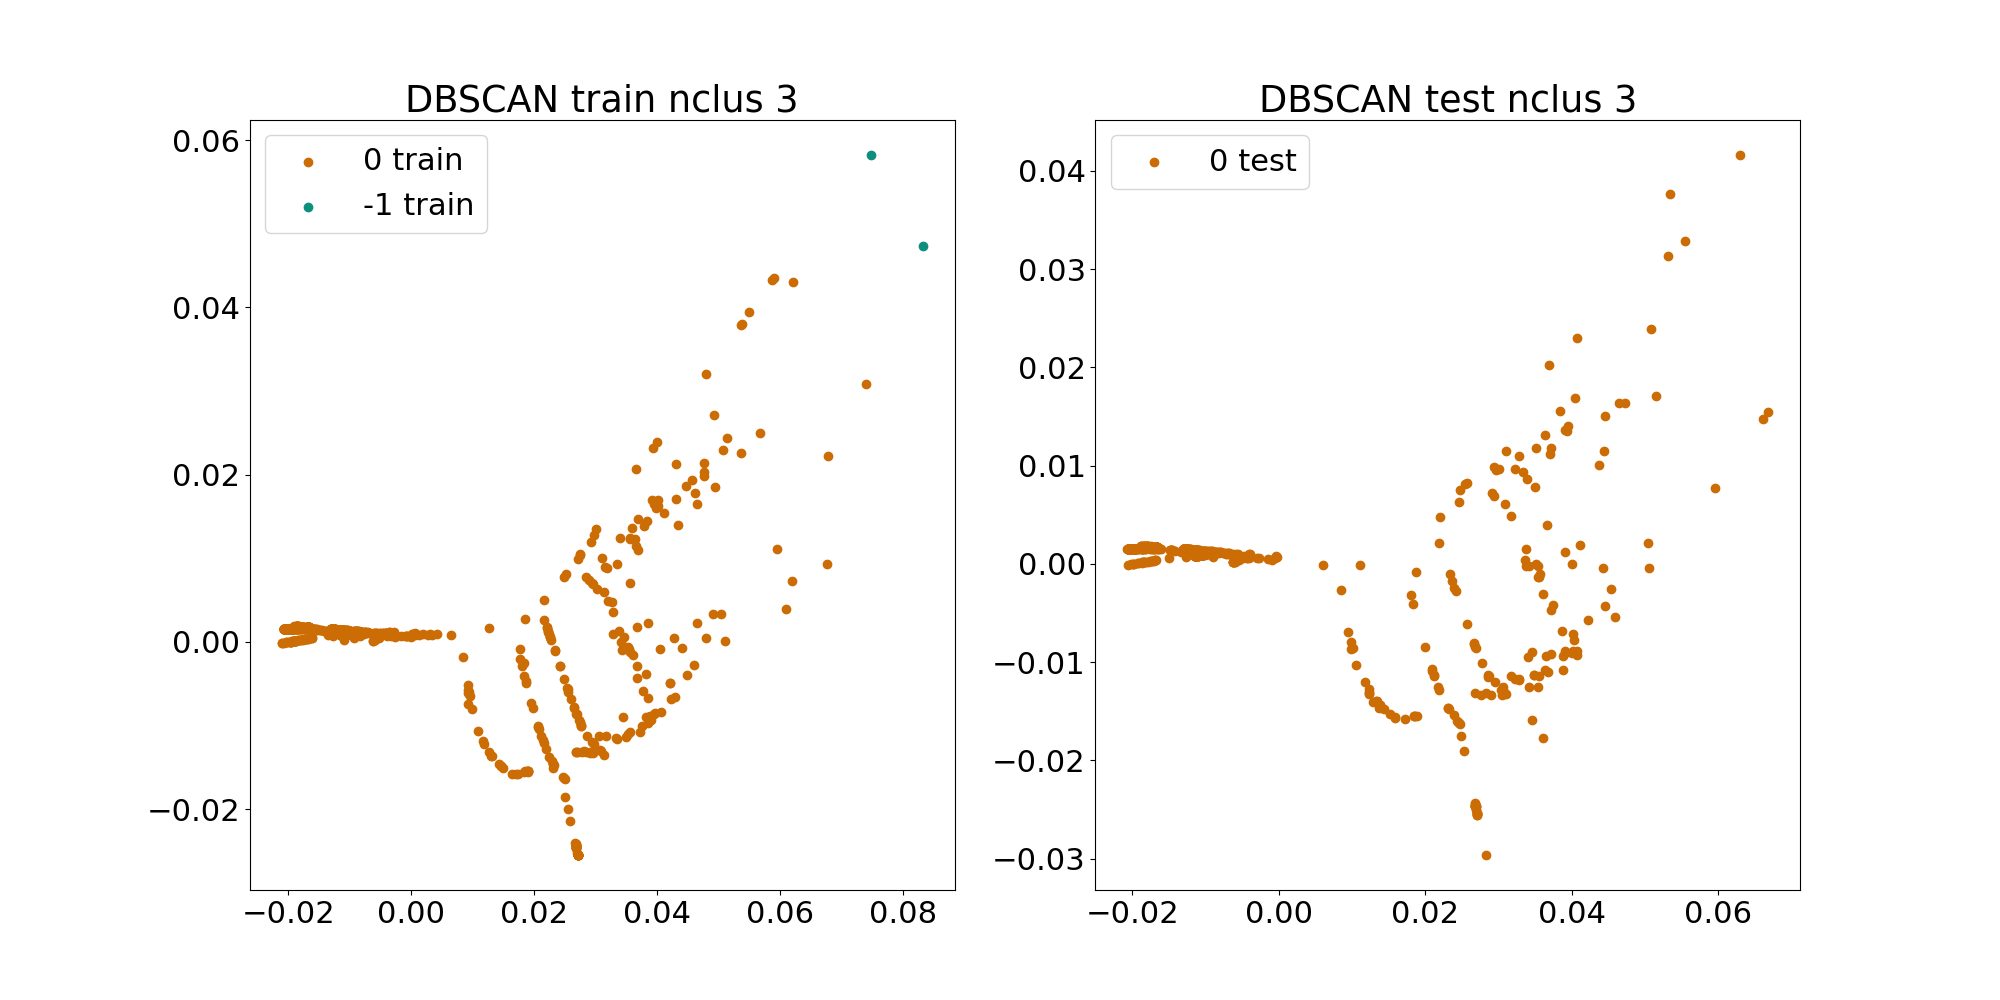 DBSCAN train nclus 3
0 train
-1 train
0.06
0.04
0.02
0.00
−0.02
−0.02 0.00 0.02 0.04 0.06 0.08
DBSCAN test nclus 3
0 test
0.04
0.03
0.02
0.01
0.00
−0.01
−0.02
−0.03
−0.02 0.00 0.02 0.04 0.06